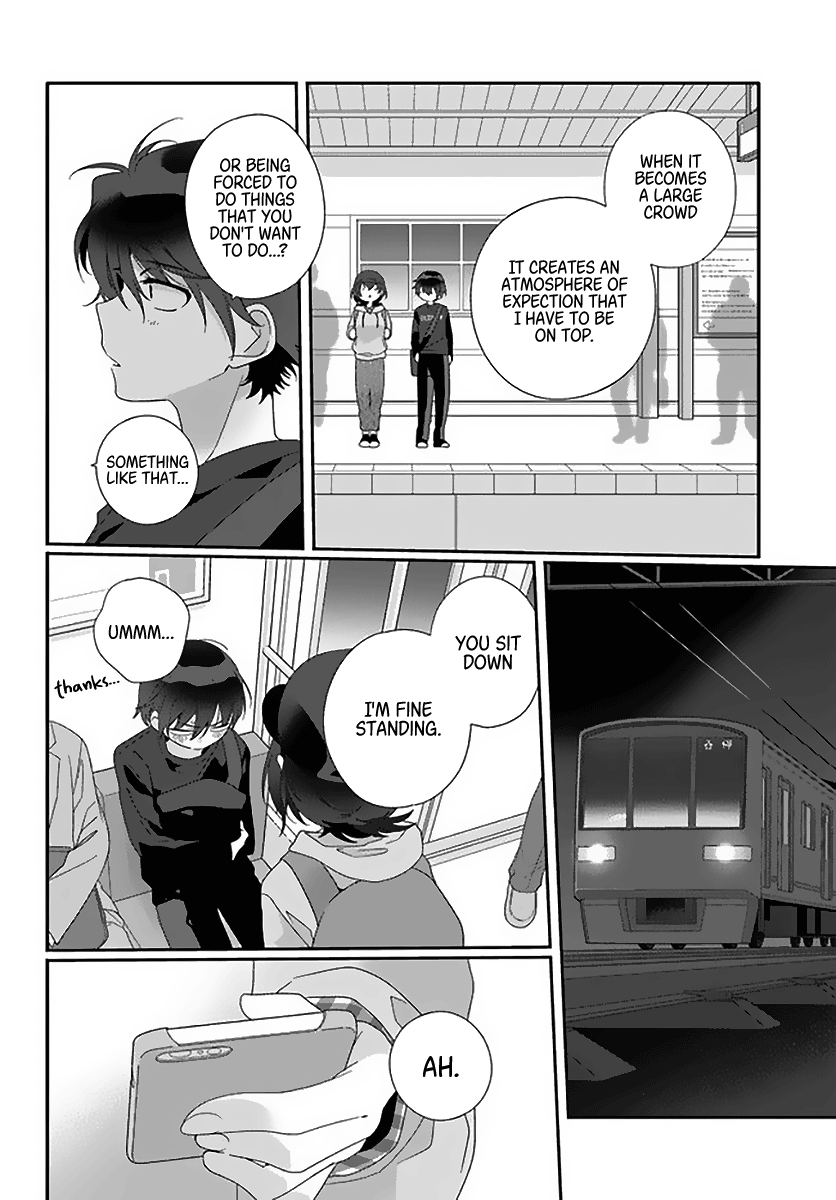 WHEN IT
BECOMES
A LARGE
CROWD
IT CREATES AN
ATMOSPHERE OF
EXPECTION THAT
I HAVE TO BE
ON TOP.
OR BEING
FORCED TO
DO THINGS
THAT YOU
DON'T WANT
TO DO...?
SOMETHING
LIKE THAT...
YOU SIT
DOWN
I'M FINE
STANDING.
UMMM...
thanks...
AH.